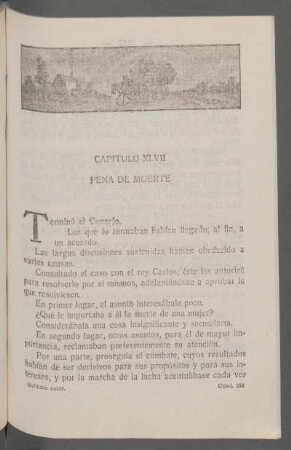 CAPITULO XLVII
PENA DE MUERTE
Terminó el Consejo.
Los que lo formaban habían llegado, al fin, a
un acuerdo.
Las largas discusiones sostenidas habían obedecido a
varias causas.
Consultado el caso con el rey Carlos, éste les autorizó
para resolverlo por sí mismos, adelantándose a aprobar lo
que resolviesen.
En primer lugar, el asunto interesábale poco.
¿Qué le importaba a él la suerte de una mujer?
Considerábala una cosa insignificante y secundaria.
En segundo lugar, otros asuntos, para él de mayor im-
portancia, reclamaban preferentemente su atención.
Por una parte, proseguía el combate, cuyos resultados
habían de ser decisivos para sus propósitos y para sus in-
tereses, y por la marcha de la lucha acentuábase cada vez
Cuad.